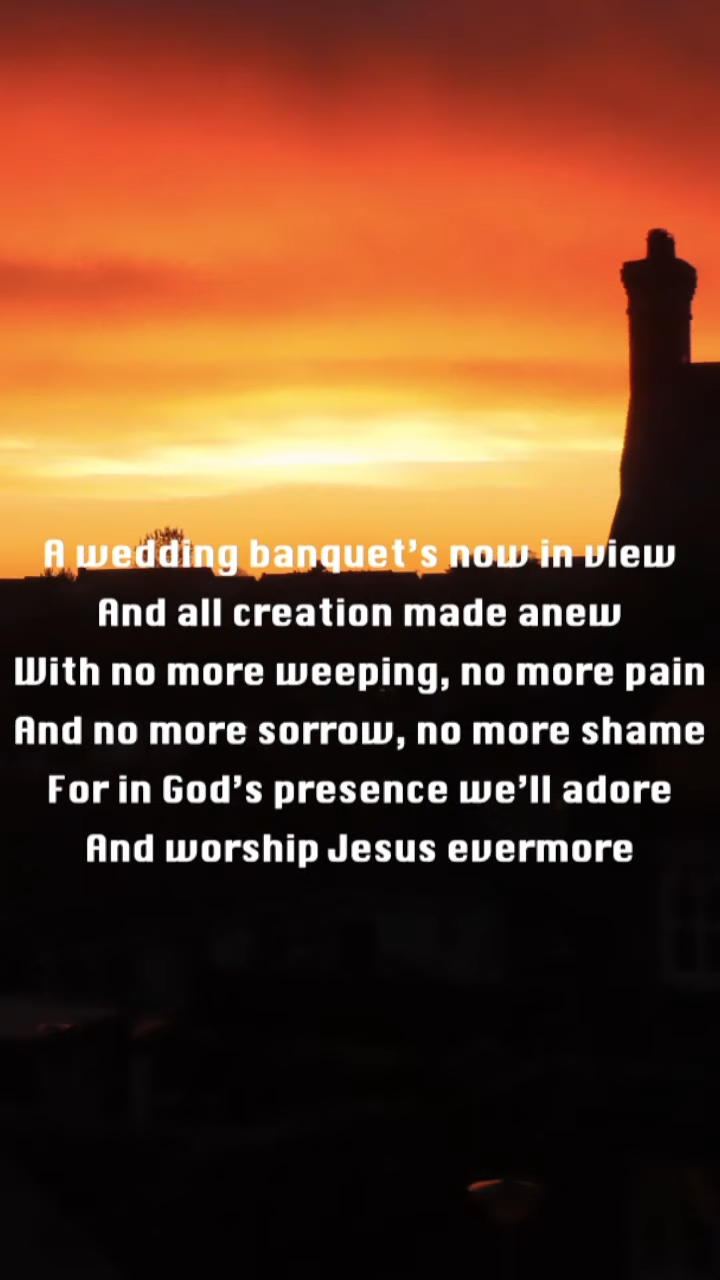 A wedding banquet’s now in view
And all creation made anew
With no more weeping, no more pain
And no more sorrow, no more shame
For in God’s presence we’ll adore
And worship Jesus evermore